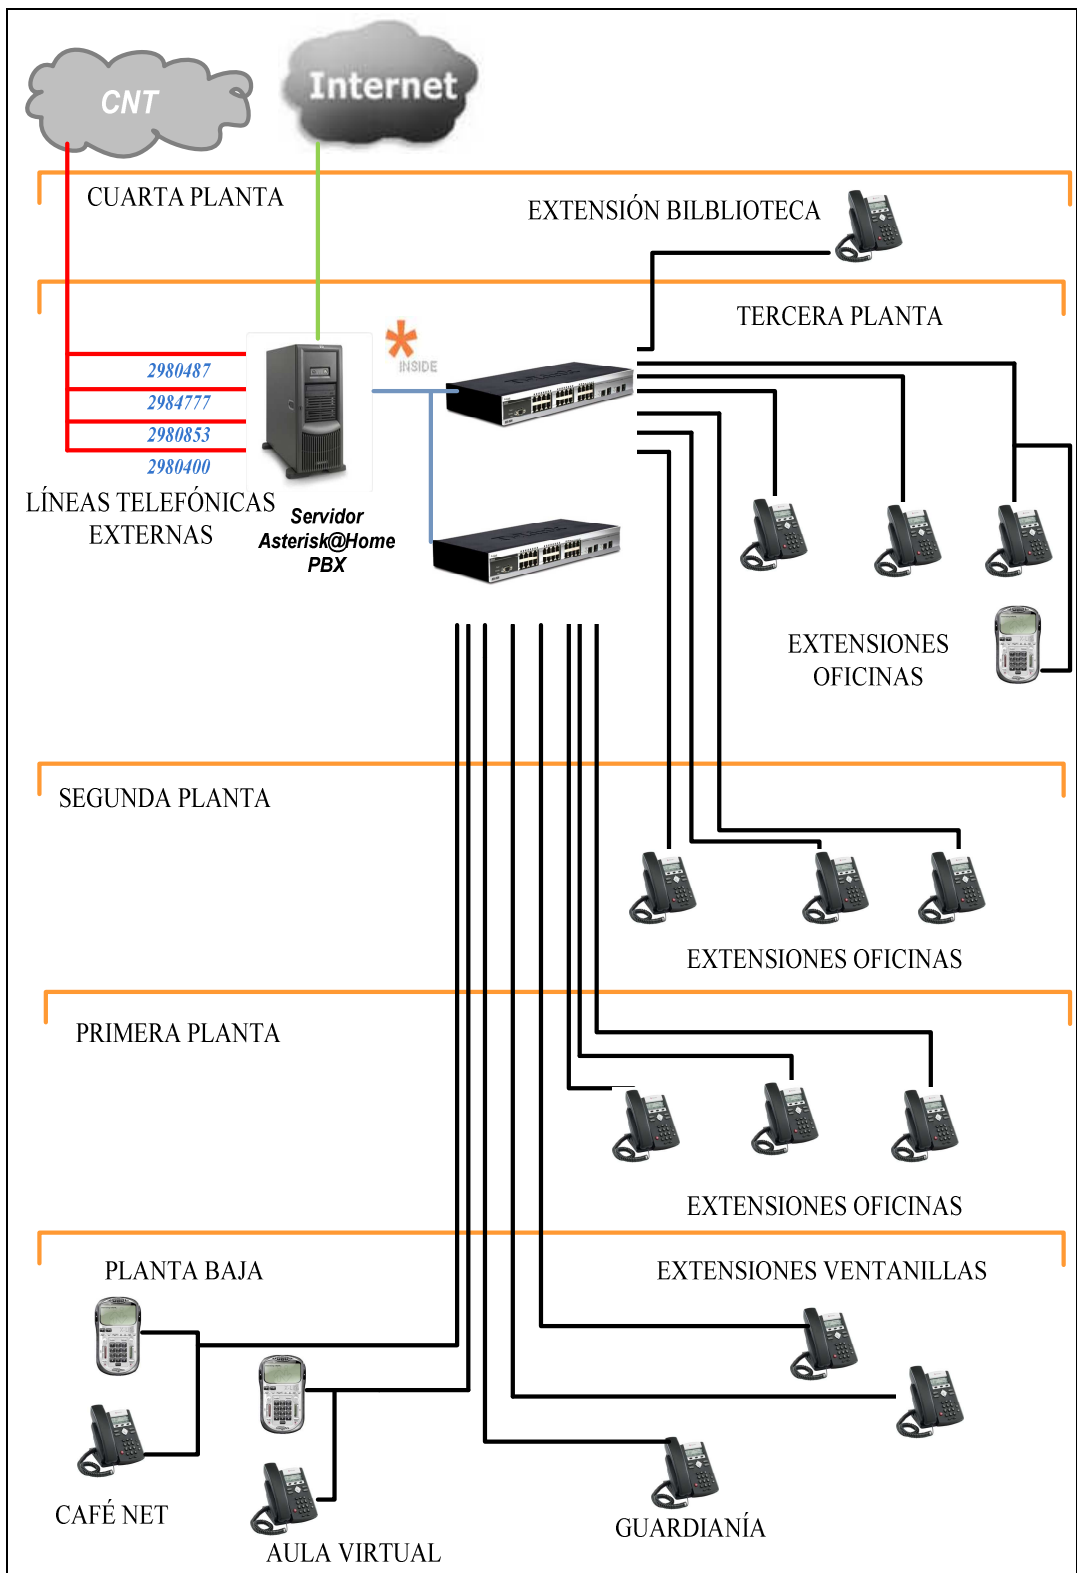 CNT
Internet
CUARTA PLANTA
EXTENSIÓN BILBLIOTECA
TERCERA PLANTA
INSIDE
2980487
2984777
2980853
2980400
LÍNEAS TELEFÓNICAS
EXTERNAS
Servidor
Asterisk@Home
PBX
EXTENSIONES
OFICINAS
SEGUNDA PLANTA
EXTENSIONES OFICINAS
PRIMERA PLANTA
EXTENSIONES OFICINAS
PLANTA BAJA
EXTENSIONES VENTANILLAS
CAFÉ NET
GUARDIANÍA
AULA VIRTUAL